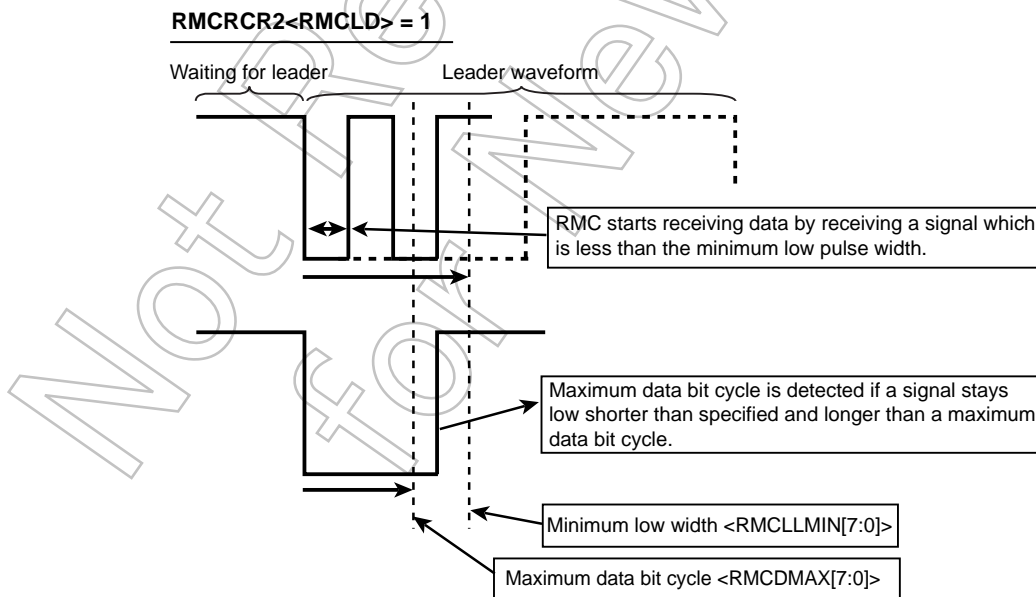 RMCRCR2<RMCLD> = 1
Waiting for leader
Leader waveform
RMC starts receiving data by receiving a signal which
is less than the minimum low pulse width.
Maximum data bit cycle is detected if a signal stays
low shorter than specified and longer than a maximum
data bit cycle.
Minimum low width <RMCLLMIN[7:0]>
Maximum data bit cycle <RMCDMAX[7:0]>